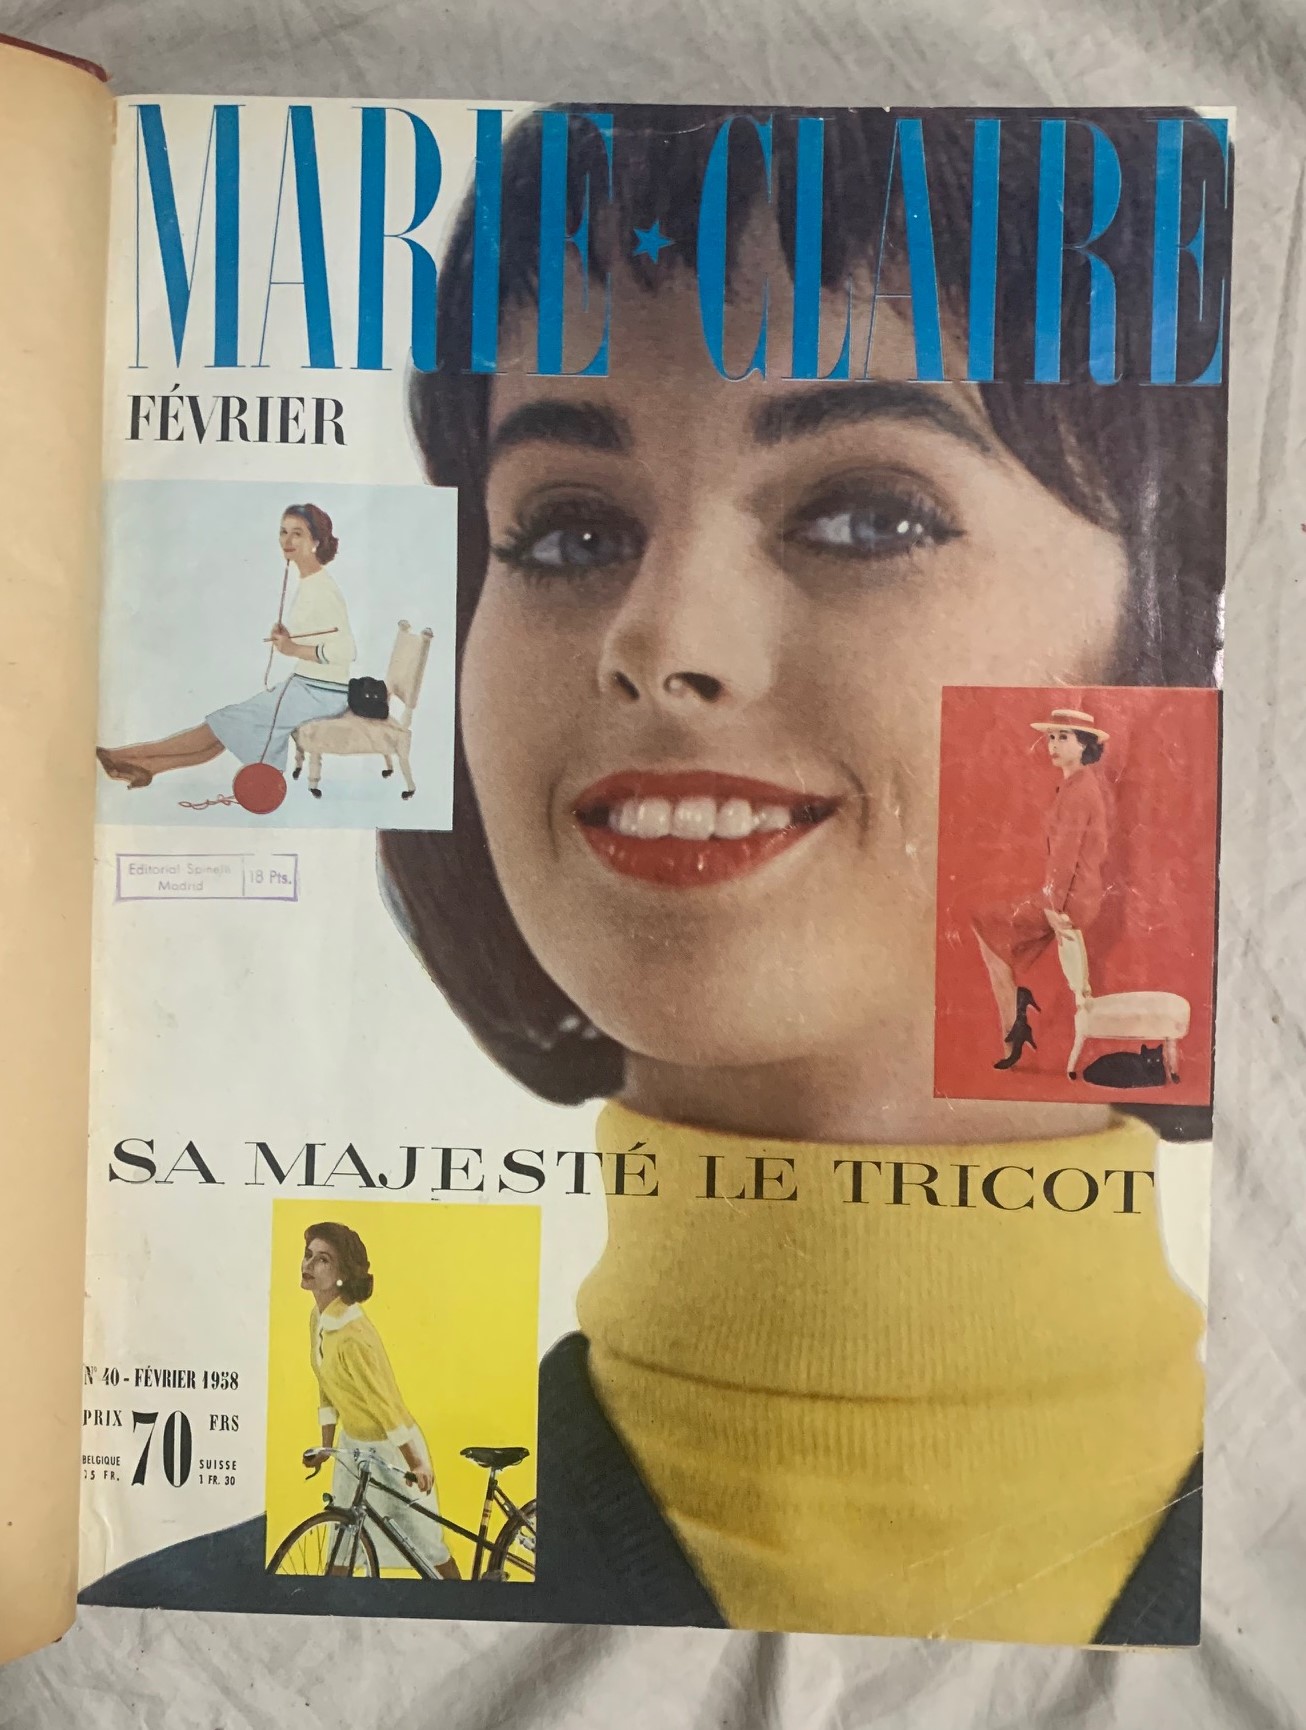 MARIE ★ CLAIRE
FÉVRIER
Editorial Spinelli
Madrid
18 Pts.
SA MAJESTÉ LE TRICOT
N° 40 - FÉVRIER 1958
PRIX 70 FRS
BELGIQUE
FR.
SUISSE
1 FR. 30